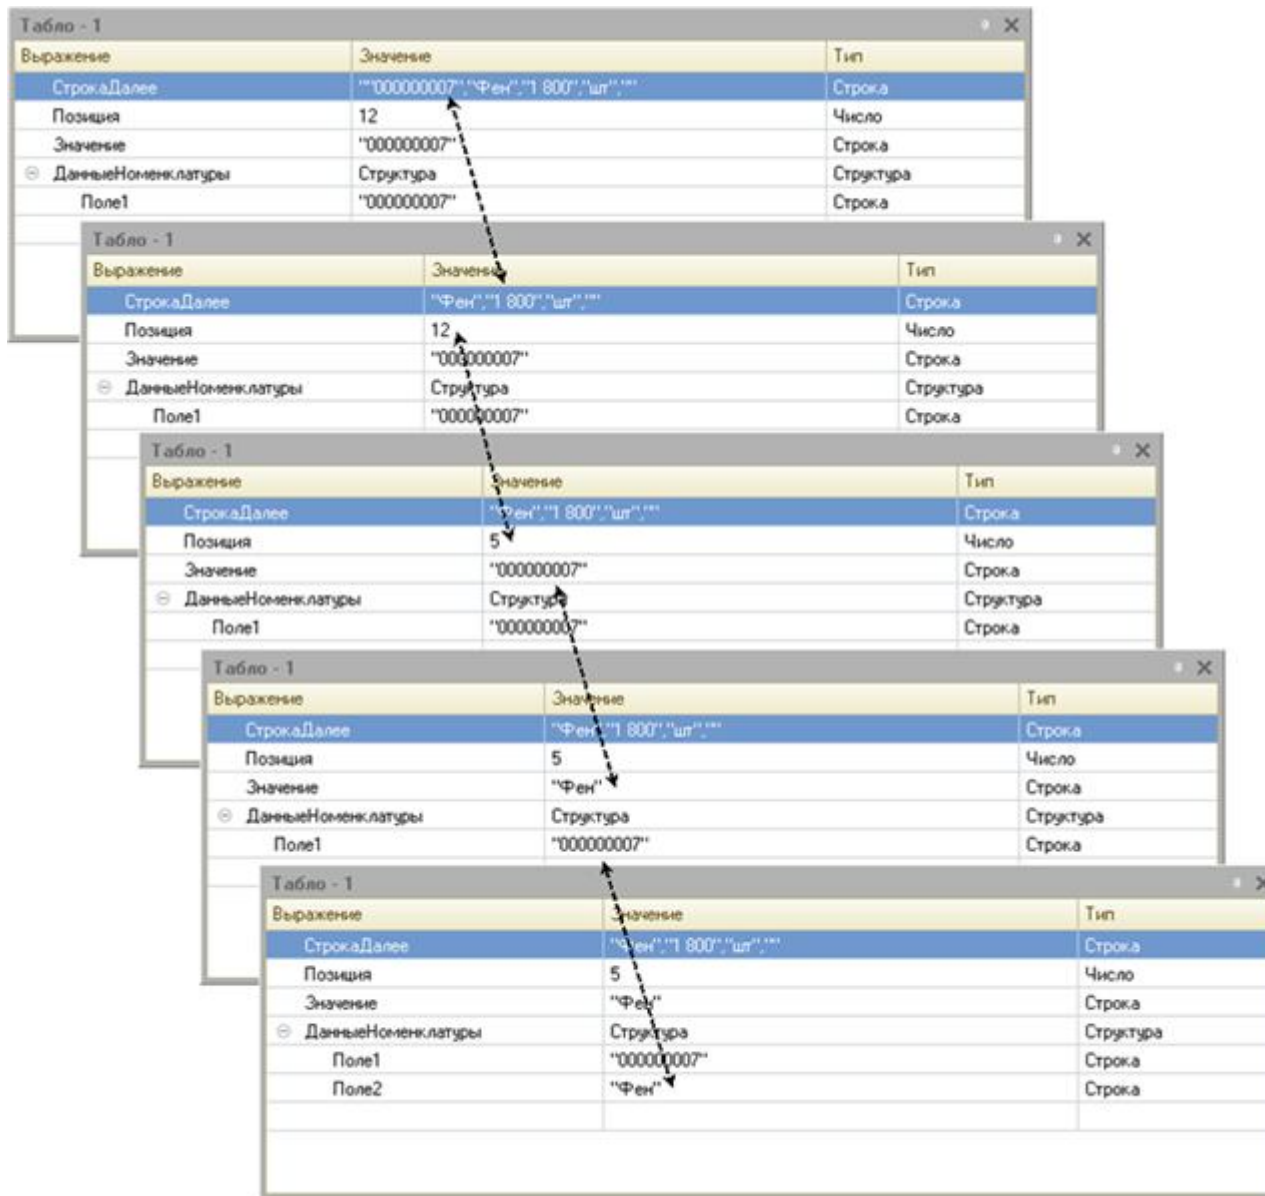 Табло - 1
Выражение Значение Тип
СтрокаДалее ""000000007","Фен","1 800","шт","" Строка
Позиция 12 Число
Значение "000000007" Строка
ДанныеНоменклатуры Структура Структура
Поле1 "000000007" Строка
Табло - 1
Выражение Значение Тип
СтрокаДалее "Фен","1 800","шт","" Строка
Позиция 12 Число
Значение "000000007" Строка
ДанныеНоменклатуры Структура Структура
Поле1 "000000007" Строка
Табло - 1
Выражение Значение Тип
СтрокаДалее "Фен","1 800","шт","" Строка
Позиция 5 Число
Значение "000000007" Строка
ДанныеНоменклатуры Структура Структура
Поле1 "000000007" Строка
Табло - 1
Выражение Значение Тип
СтрокаДалее "Фен","1 800","шт","" Строка
Позиция 5 Число
Значение "Фен" Строка
ДанныеНоменклатуры Структура Структура
Поле1 "000000007" Строка
Табло - 1
Выражение Значение Тип
СтрокаДалее "Фен","1 800","шт","" Строка
Позиция 5 Число
Значение "Фен" Строка
ДанныеНоменклатуры Структура Структура
Поле1 "000000007" Строка
Поле2 "Фен" Строка